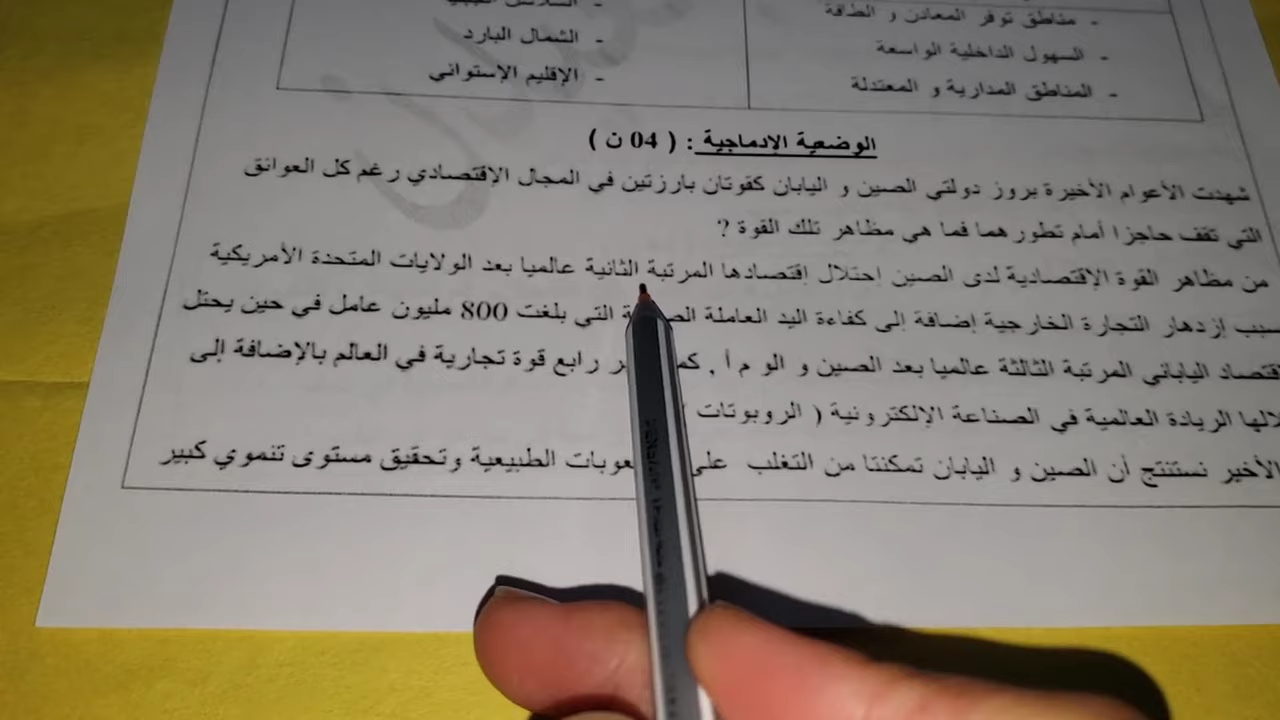 - مناطق توفر المعادن و الطاقة
- السهول الداخلية الواسعة
- المناطق المدارية و المعتدلة
- الشمال البارد
- الإقليم الإستوائي
الوضعية الإدماجية : ( 04 ن )
شهدت الأعوام الأخيرة بروز دولتي الصين و اليابان كقوتان بارزتين في المجال الإقتصادي رغم كل العوائق
التي تقف حاجزا أمام تطور هما فما هي مظاهر تلك القوة ?
من مظاهر القوة الإقتصادية لدى الصين إحتلال إقتصادها المرتبة الثانية عالميا بعد الولايات المتحدة الأمريكية
إزدهار التجارة الخارجية إضافة إلى كفاءة اليد العاملة التي بلغت 800 مليون عامل في حين يحتل
الياباني المرتبة الثالثة عالميا بعد الصين و الو م أ , رابع قوة تجارية في العالم بالإضافة إلى
الريادة العالمية في الصناعة الإلكترونية ( الروبوتات )
الأخير نستنتج أن الصين و اليابان تمكنتا من التغلب على الطبيعية وتحقيق مستوى تنموي كبير